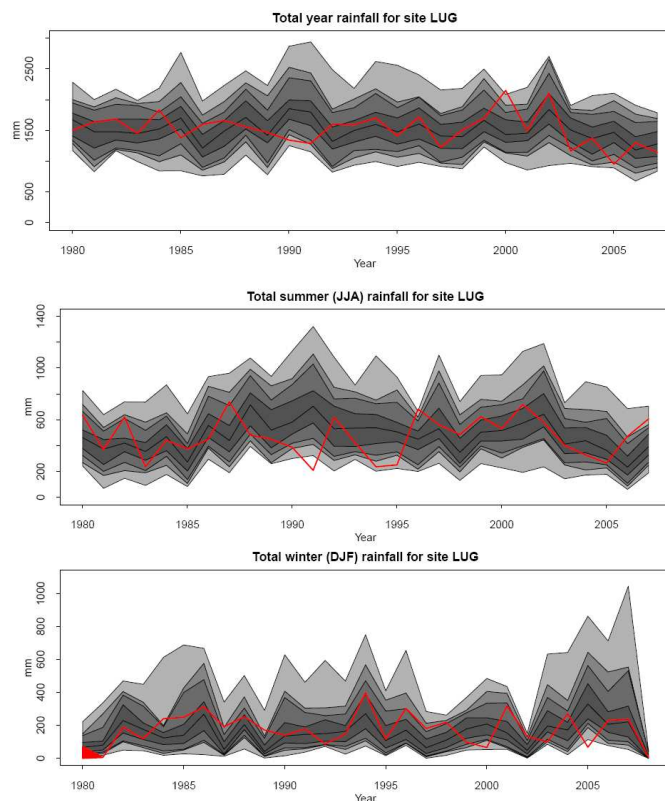 Total year rainfall for site LUG
mm
2500
1500
500
0
1980 1985 1990 1995 2000 2005
Year
Total summer (JJA) rainfall for site LUG
mm
1400
1000
600
200
0
1980 1985 1990 1995 2000 2005
Year
Total winter (DJF) rainfall for site LUG
mm
1000
800
600
400
200
0
1980 1985 1990 1995 2000 2005
Year